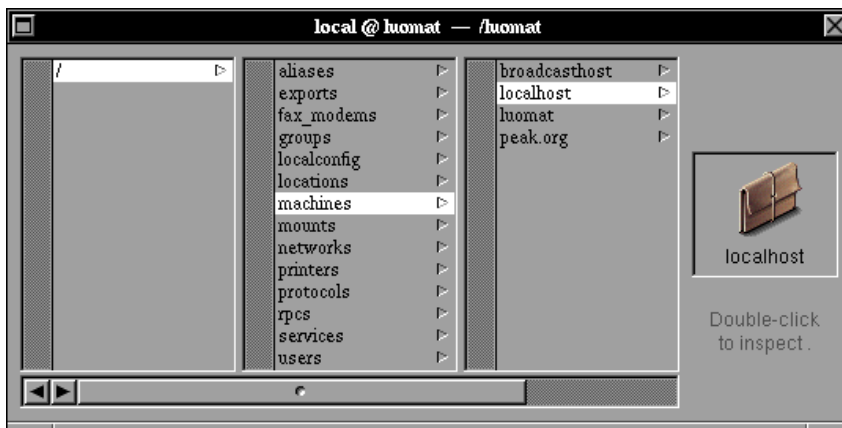 local @ luomat — /luomat
/
aliases
exports
fax_modems
groups
localconfig
locations
machines
mounts
networks
printers
protocols
rpcs
services
users
broadcasthost
localhost
luomat
peak.org
localhost
Double-click
to inspect .